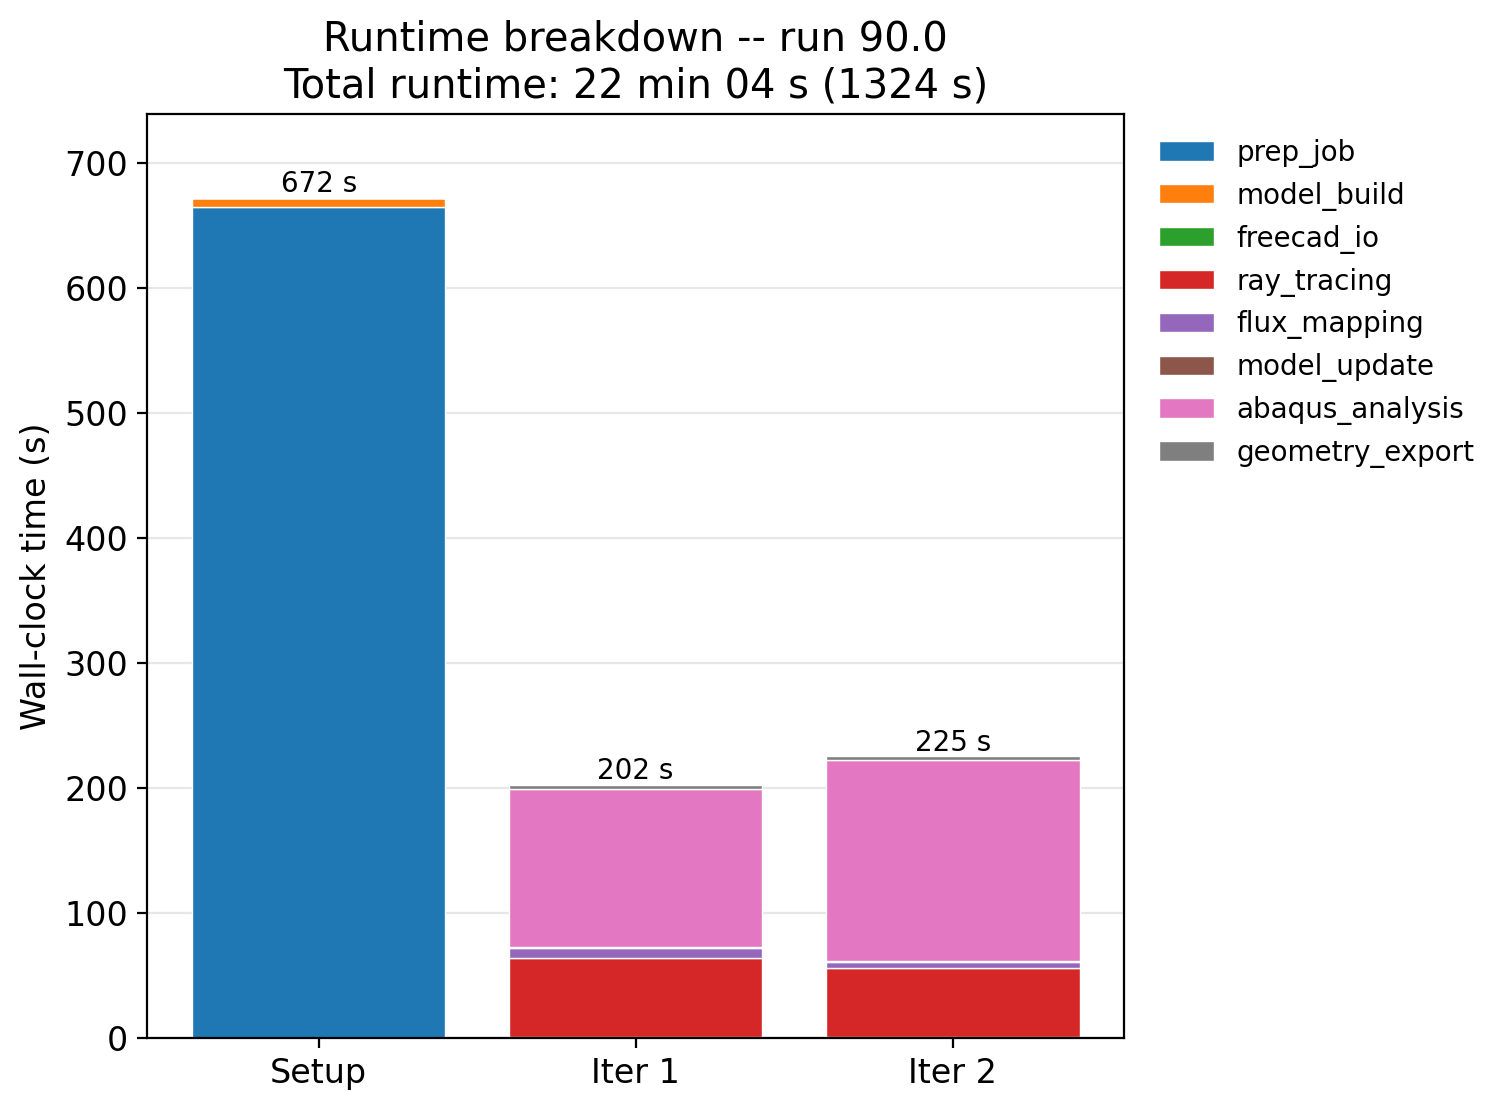 Runtime breakdown -- run 90.0
Total runtime: 22 min 04 s (1324 s)
Wall-clock time (s)
700
600
500
400
300
200
100
0
672 s
202 s
225 s
Setup
Iter 1
Iter 2
prep_job
model_build
freecad_io
ray_tracing
flux_mapping
model_update
abaqus_analysis
geometry_export